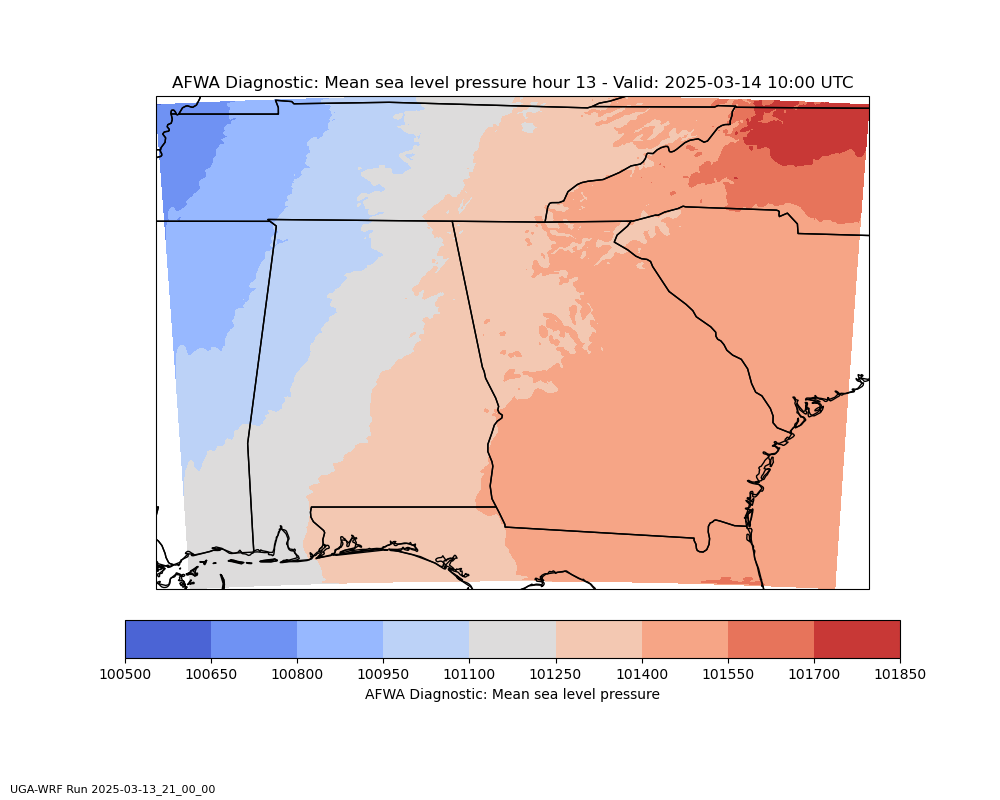 AFWA Diagnostic: Mean sea level pressure hour 13 - Valid: 2025-03-14 10:00 UTC
100500 100650 100800 100950 101100 101250 101400 101550 101700 101850
AFWA Diagnostic: Mean sea level pressure
UGA-WRF Run 2025-03-13_21_00_00